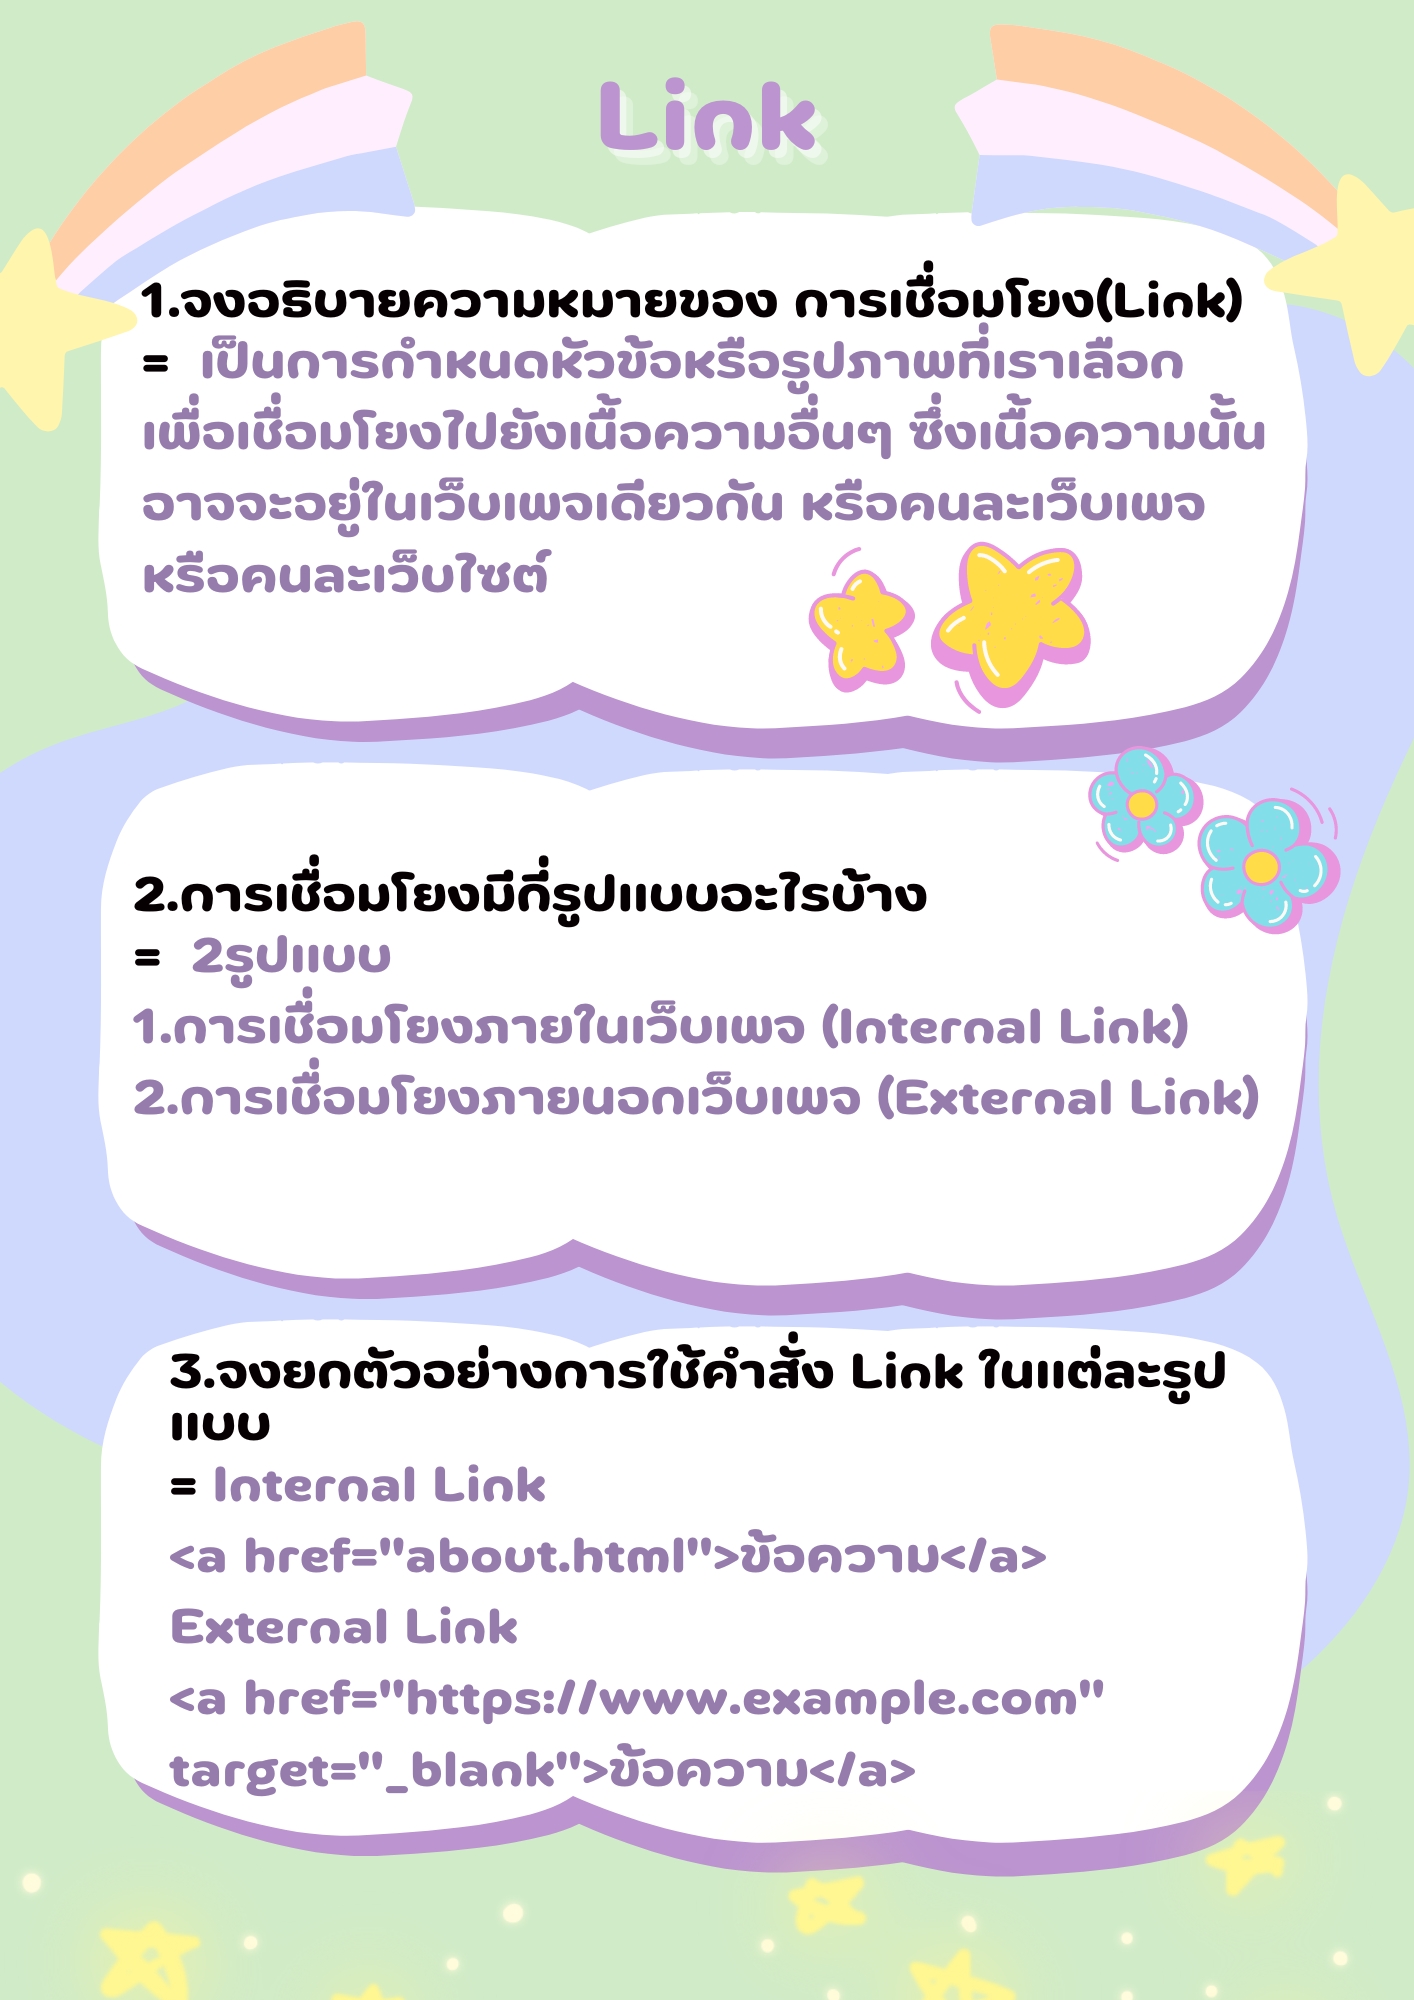 Link
1.จงอธิบายความหมายของ การเชื่อมโยง(Link)
= เป็นการกำหนดหัวข้อหรือรูปภาพที่เราเลือก
เพื่อเชื่อมโยงไปยังเนื้อความอื่นๆ ซึ่งเนื้อความนั้น
อาจจะอยู่ในเว็บเพจเดียวกัน หรือคนละเว็บเพจ
หรือคนละเว็บไซต์
2.การเชื่อมโยงมีกี่รูปแบบอะไรบ้าง
= 2รูปแบบ
1.การเชื่อมโยงภายในเว็บเพจ (Internal Link)
2.การเชื่อมโยงภายนอกเว็บเพจ (External Link)
3.จงยกตัวอย่างการใช้คำสั่ง Link ในแต่ละรูป
แบบ
= Internal Link
<a href="about.html">ข้อความ</a>
External Link
<a href="https://www.example.com"
target="_blank">ข้อความ</a>